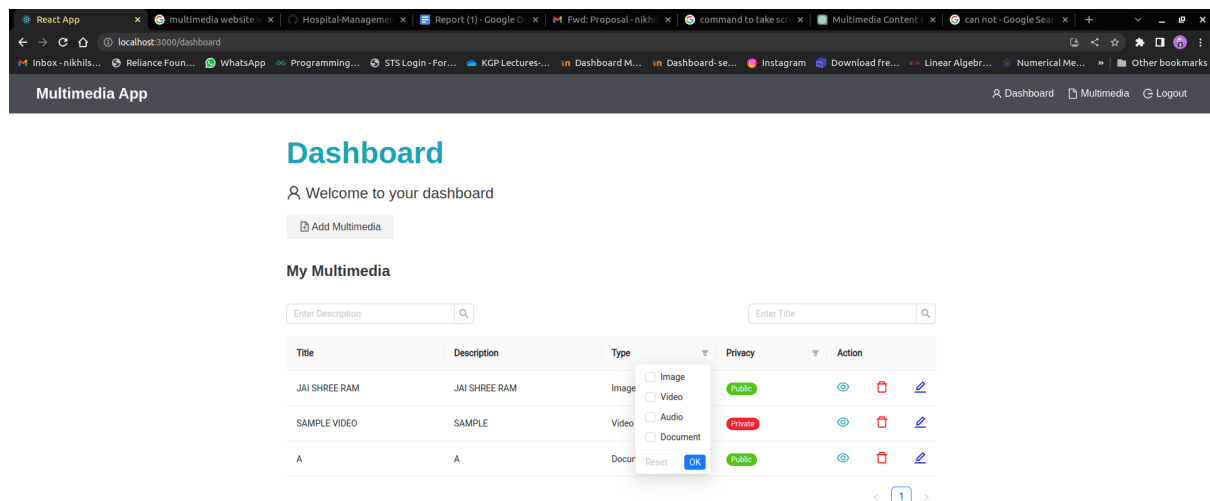 React App
multimedia website w
Hospital-Managemen
Report (1) - Google D
Fwd: Proposal - nikhil
command to take scr
Multimedia Content
can not - Google Sear
localhost:3000/dashboard
Inbox - nikhils...
Reliance Foun...
WhatsApp
Programming...
STS Login - For...
KGP Lectures-...
Dashboard M...
Dashboard- se...
Instagram
Download fre...
Linear Algebr...
Numerical Me...
»
Other bookmarks
Multimedia App
Dashboard
Multimedia
Logout
Dashboard
Welcome to your dashboard
Add Multimedia
My Multimedia
Enter Description
Enter Title
Title Description Type Privacy Action
JAI SHREE RAM JAI SHREE RAM Image Public
SAMPLE VIDEO SAMPLE Video Private
A A Docum Public
Image
Video
Audio
Document
Reset OK
< 1 >